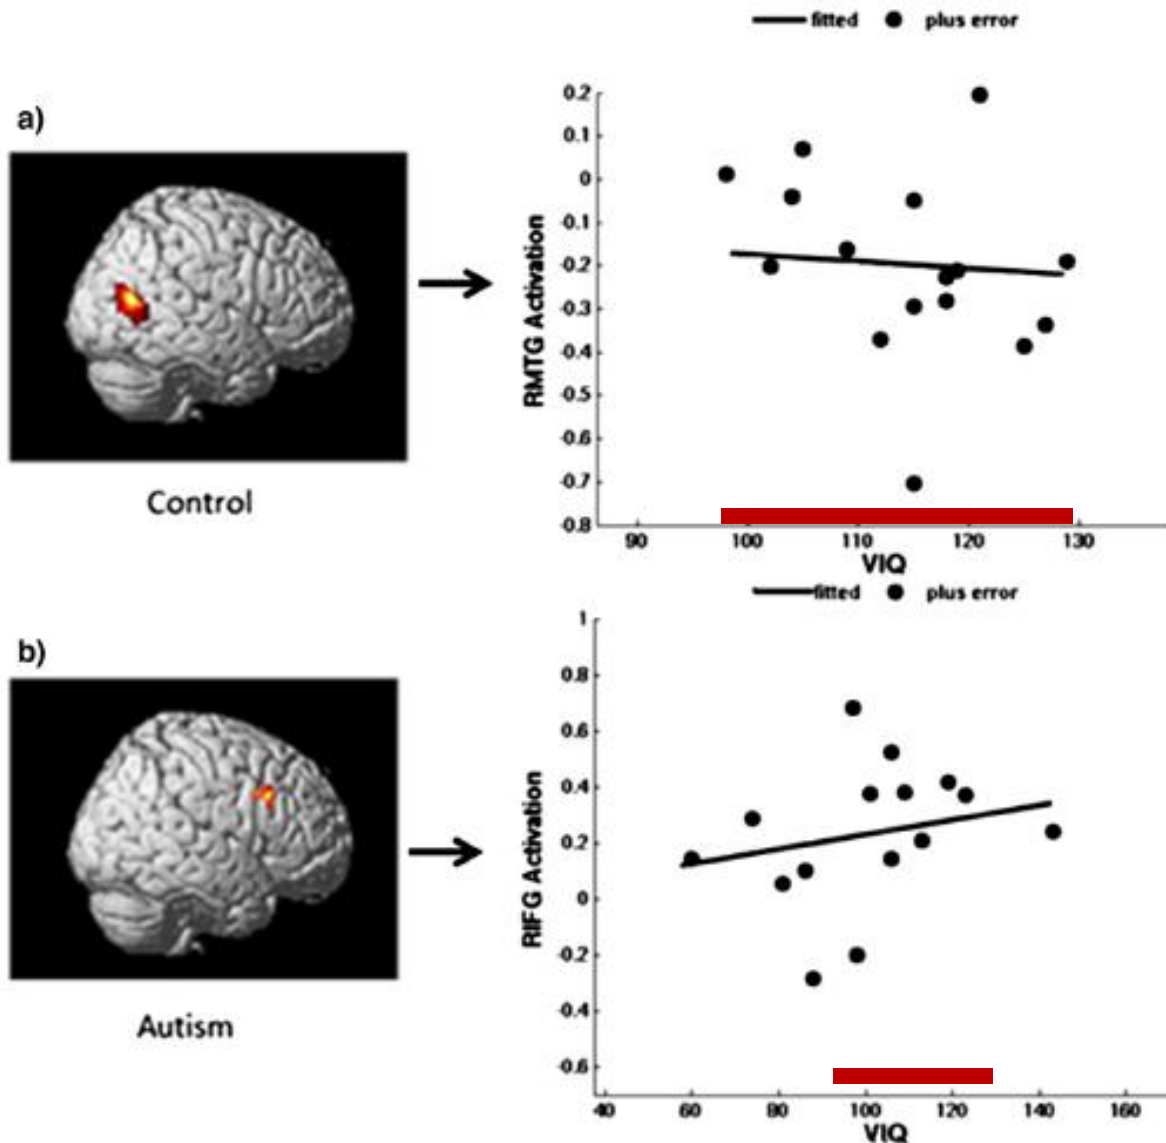 fitted plus error
a)
0.2
0.1
0
-0.1
-0.2
-0.3
-0.4
-0.5
-0.6
-0.7
-0.8
RMTG Activation
90 100 110 120 130
VIQ
Control
fitted plus error
b)
1
0.8
0.6
0.4
0.2
0
-0.2
-0.4
-0.6
RIFG Activation
40 60 80 100 120 140 160
VIQ
Autism